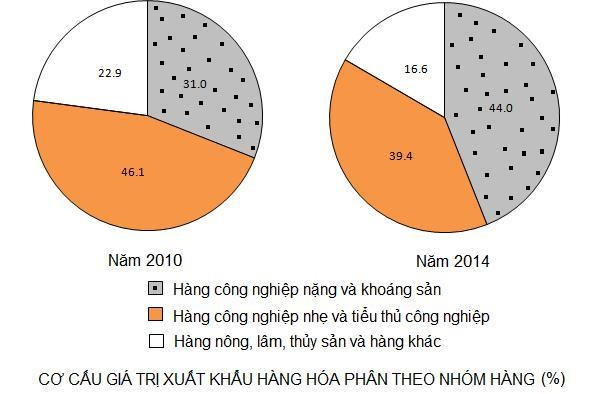 22.9
31.0
46.1
16.6
44.0
39.4
Năm 2010
Năm 2014
Hàng công nghiệp nặng và khoáng sản
Hàng công nghiệp nhẹ và tiểu thủ công nghiệp
Hàng nông, lâm, thủy sản và hàng khác
CƠ CẤU GIÁ TRỊ XUẤT KHẨU HÀNG HÓA PHÂN THEO NHÓM HÀNG (%)